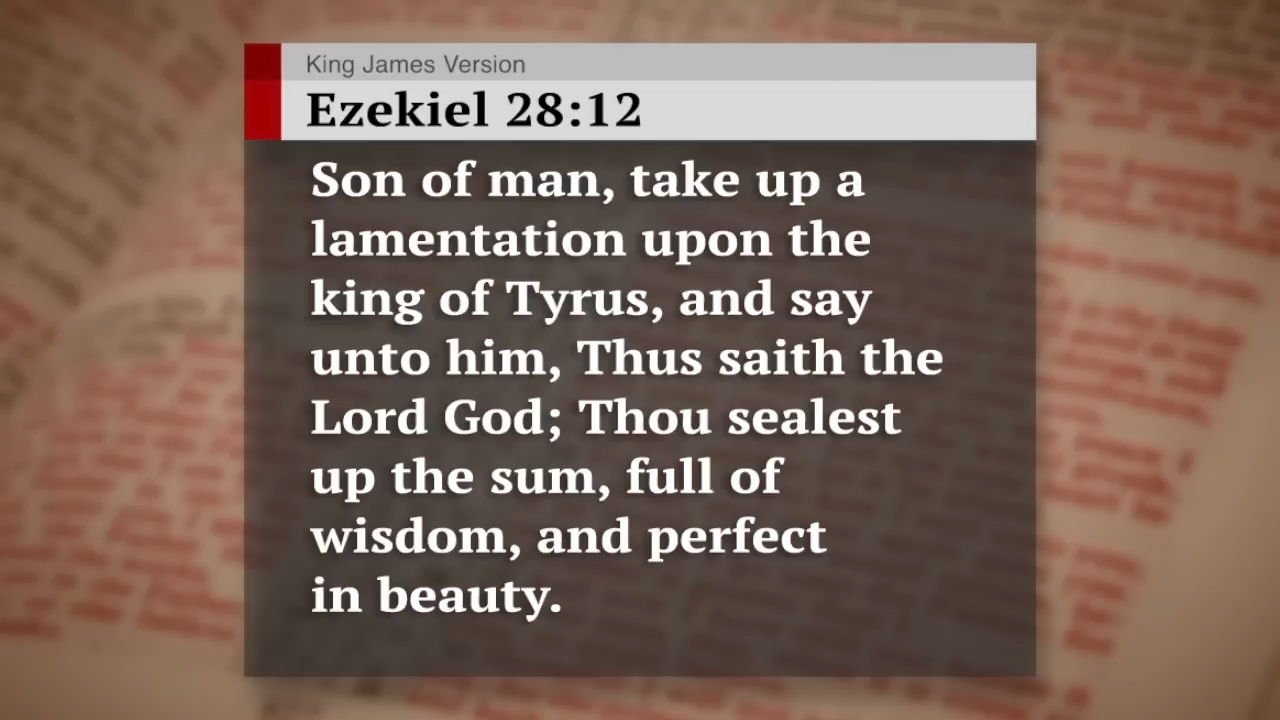 King James Version
Ezekiel 28:12
Son of man, take up a
lamentation upon the
king of Tyrus, and say
unto him, Thus saith the
Lord God; Thou sealest
up the sum, full of
wisdom, and perfect
in beauty.